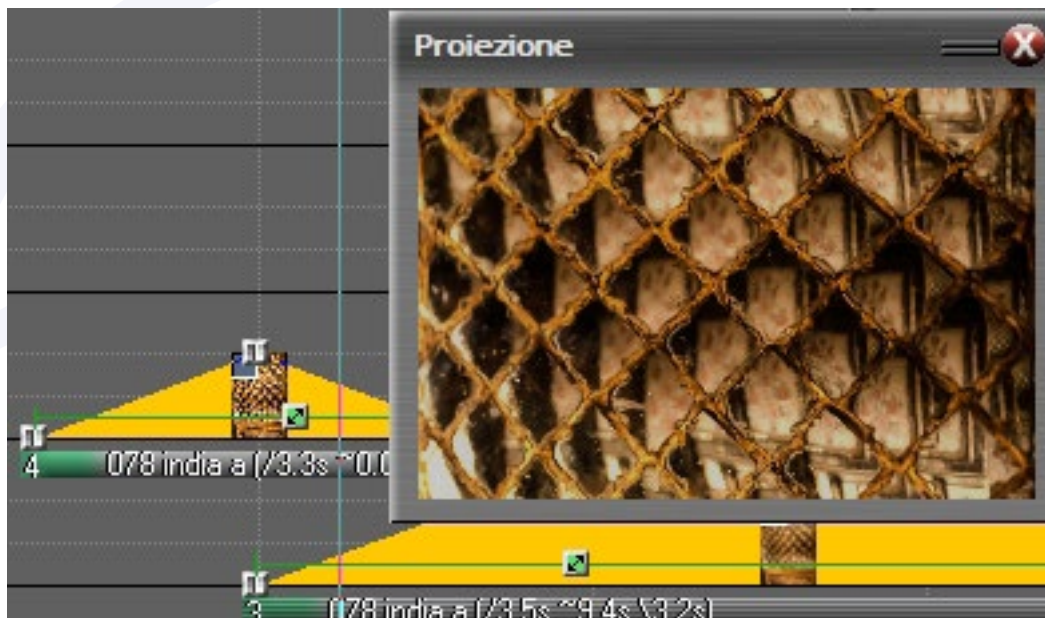 Proiezione
4 078 india a (/3.3s ~0.0
3 078 india a (/3.5s ~9.4s \3.2s)